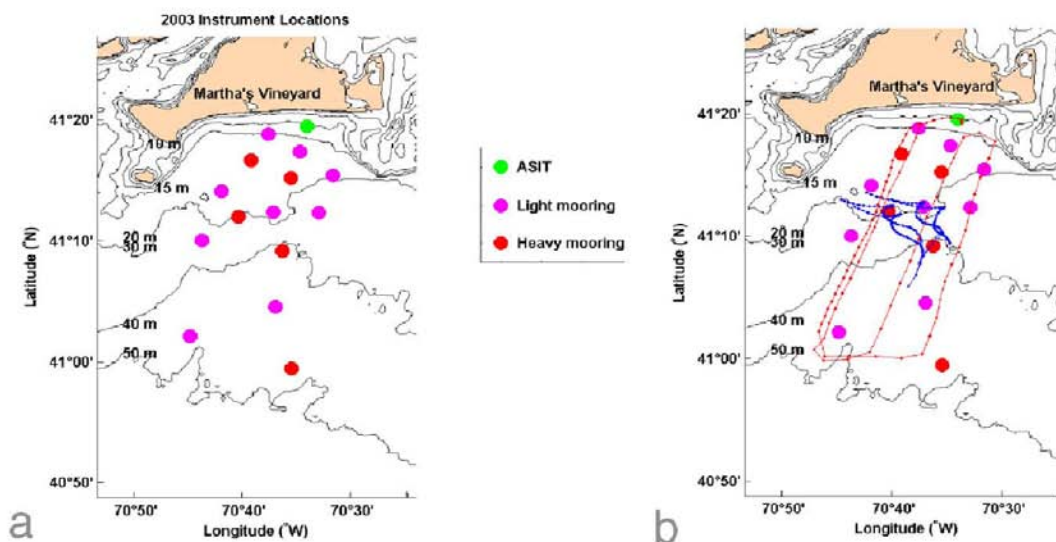 2003 Instrument Locations
Martha's Vineyard
41°20'
10 m
15 m
41°10'
20 m
30 m
40 m
50 m
41°00'
40°50'
70°50'
70°40'
70°30'
Latitude (°N)
Longitude (°W)
a
ASIT
Light mooring
Heavy mooring
Martha's Vineyard
41°20'
10 m
15 m
41°10'
20 m
30 m
40 m
50 m
41°00'
40°50'
70°50'
70°40'
70°30'
Latitude (°N)
Longitude (°W)
b